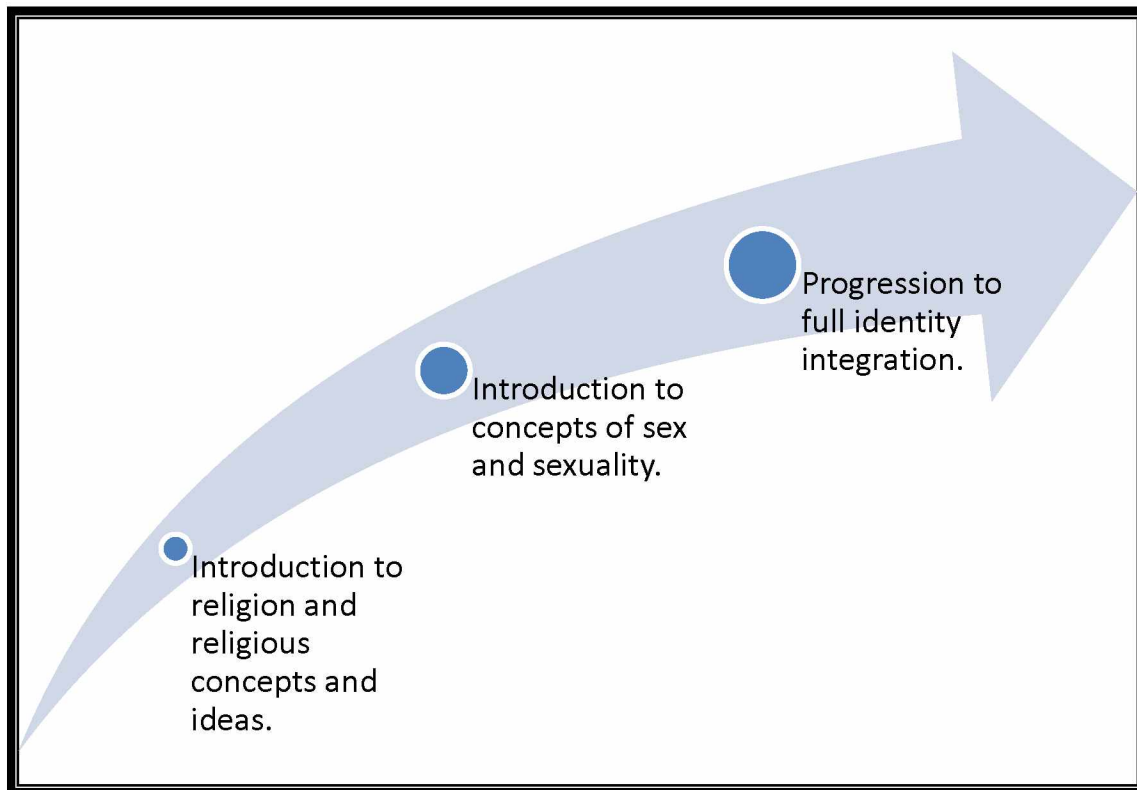 Progression to
full identity
integration.
Introduction to
concepts of sex
and sexuality.
Introduction to
religion and
religious
concepts and
ideas.